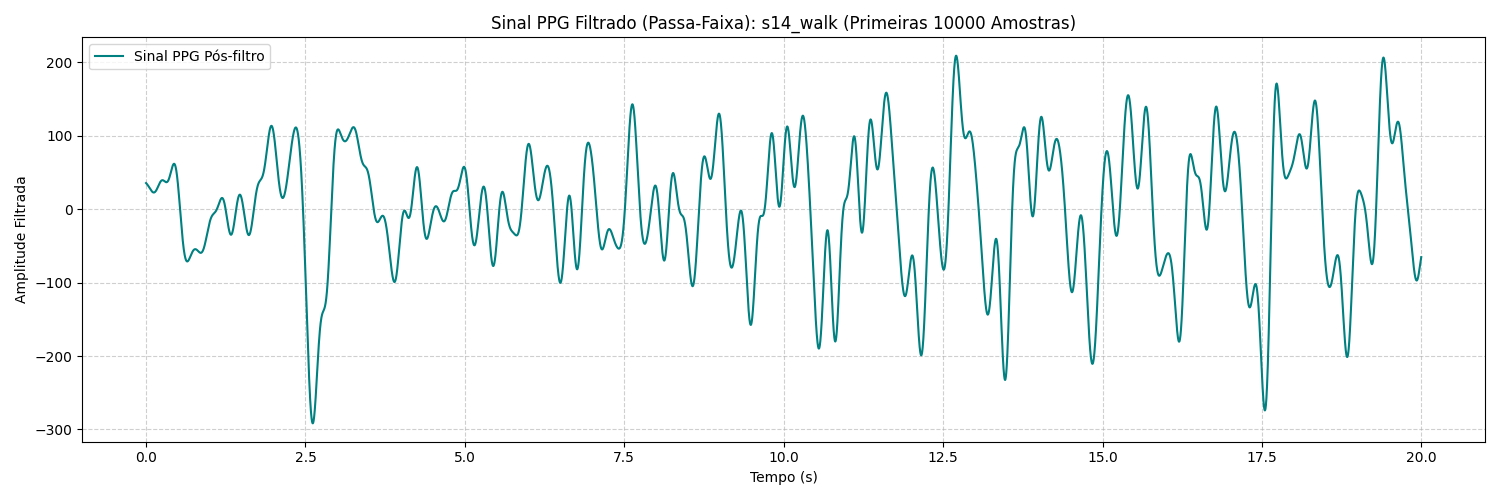 Sinal PPG Filtrado (Passa-Faixa): s14_walk (Primeiras 10000 Amostras)
Sinal PPG Pós-filtro
Amplitude Filtrada
200
100
0
−100
−200
−300
0.0 2.5 5.0 7.5 10.0 12.5 15.0 17.5 20.0
Tempo (s)